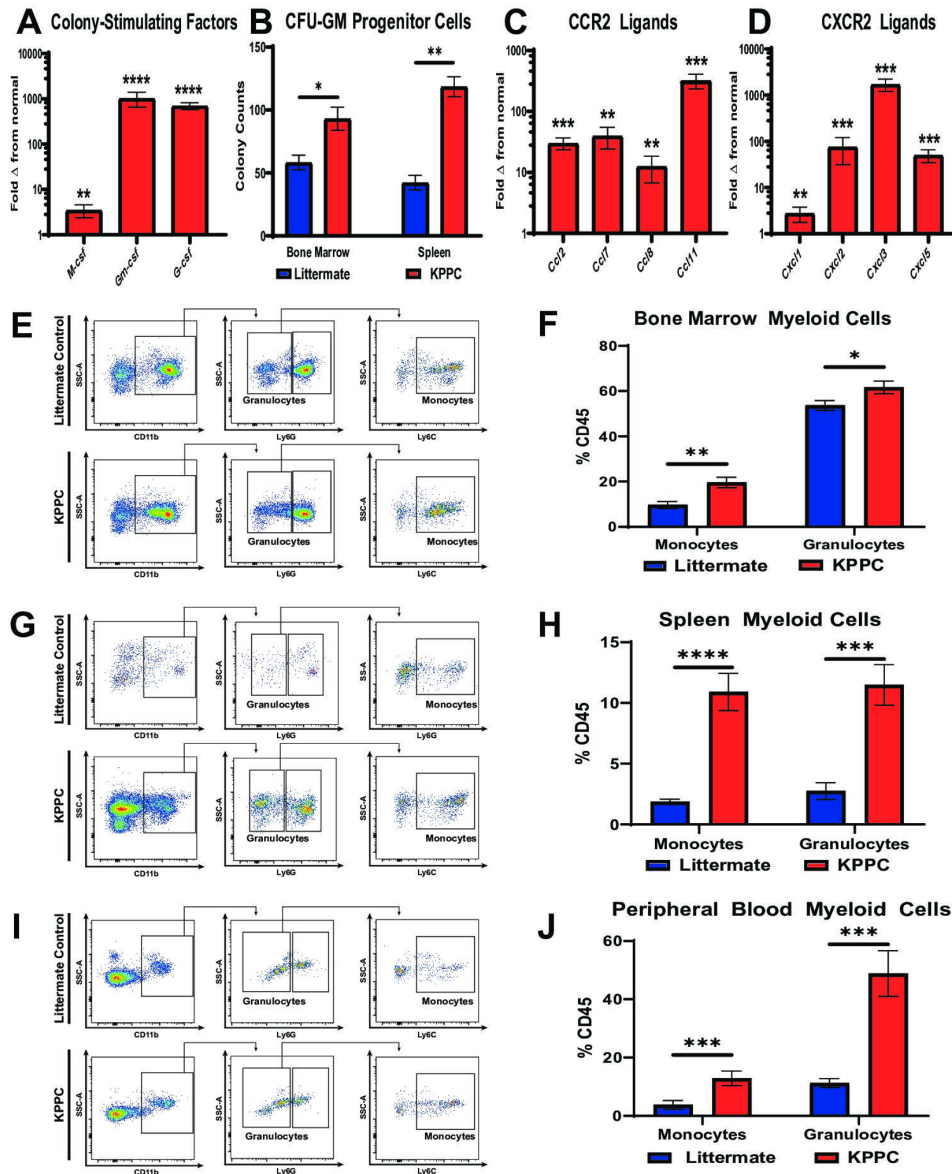 A Colony-Stimulating Factors
Fold Δ from normal
10000
1000
100
10
1
**
****
****
M-csf
Gm-csf
G-csf
B CFU-GM Progenitor Cells
Colony Counts
150
100
50
0
*
**
Bone Marrow
Spleen
Littermate
KPPC
C CCR2 Ligands
Fold Δ from normal
1000
100
10
1
***
**
**
***
Ccl2
Ccl7
Ccl8
Ccl11
D CXCR2 Ligands
Fold Δ from normal
10000
1000
100
10
1
**
***
***
***
Cxcl1
Cxcl2
Cxcl3
Cxcl5
E
Littermate Control
SSC-A
CD11b
SSC-A
Granulocytes
Ly6G
SSC-A
Monocytes
Ly6C
KPPC
SSC-A
CD11b
SSC-A
Granulocytes
Ly6G
SSC-A
Monocytes
Ly6C
F Bone Marrow Myeloid Cells
% CD45
80
60
40
20
0
**
*
Monocytes
Granulocytes
Littermate
KPPC
G
Littermate Control
SSC-A
CD11b
SSC-A
Granulocytes
Ly6G
SS-A
Monocytes
Ly6G
KPPC
SSC-A
CD11b
SSC-A
Granulocytes
Ly6G
SSC-A
Monocytes
Ly6C
H Spleen Myeloid Cells
% CD45
15
10
5
0
****
***
Monocytes
Granulocytes
Littermate
KPPC
I
Littermate Control
SSC-A
CD11b
SSC-A
Granulocytes
Ly6G
SSC-A
Monocytes
Ly6C
KPPC
SSC-A
CD11b
SSC-A
Granulocytes
Ly6G
SSC-A
Monocytes
Ly6C
J Peripheral Blood Myeloid Cells
% CD45
60
40
20
0
***
***
Monocytes
Granulocytes
Littermate
KPPC